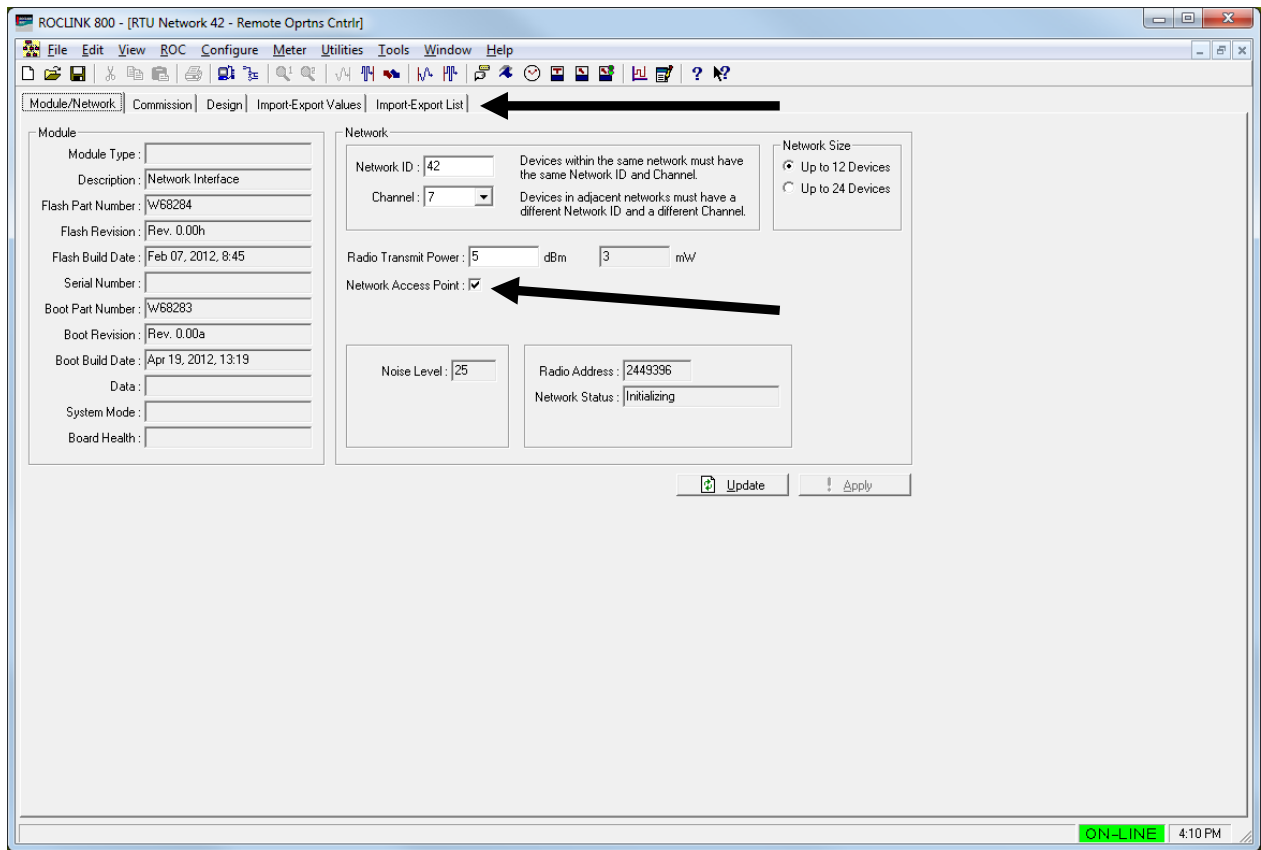 ROCLINK 800 - [RTU Network 42 - Remote Oprtns Cntrlr]
File Edit View ROC Configure Meter Utilities Tools Window Help
Module/Network Commission Design Import-Export Values Import-Export List
Module
Module Type :
Description : Network Interface
Flash Part Number : W68284
Flash Revision : Rev. 0.00h
Flash Build Date : Feb 07, 2012, 8:45
Serial Number :
Boot Part Number : W68283
Boot Revision : Rev. 0.00a
Boot Build Date : Apr 19, 2012, 13:19
Data :
System Mode :
Board Health :
Network
Network ID : 42
Channel : 7
Devices within the same network must have
the same Network ID and Channel.
Devices in adjacent networks must have a
different Network ID and a different Channel.
Network Size
Up to 12 Devices
Up to 24 Devices
Radio Transmit Power : 5 dBm 3 mW
Network Access Point :
Noise Level : 25
Radio Address : 2449396
Network Status : Initializing
Update
! Apply
ON-LINE 4:10 PM